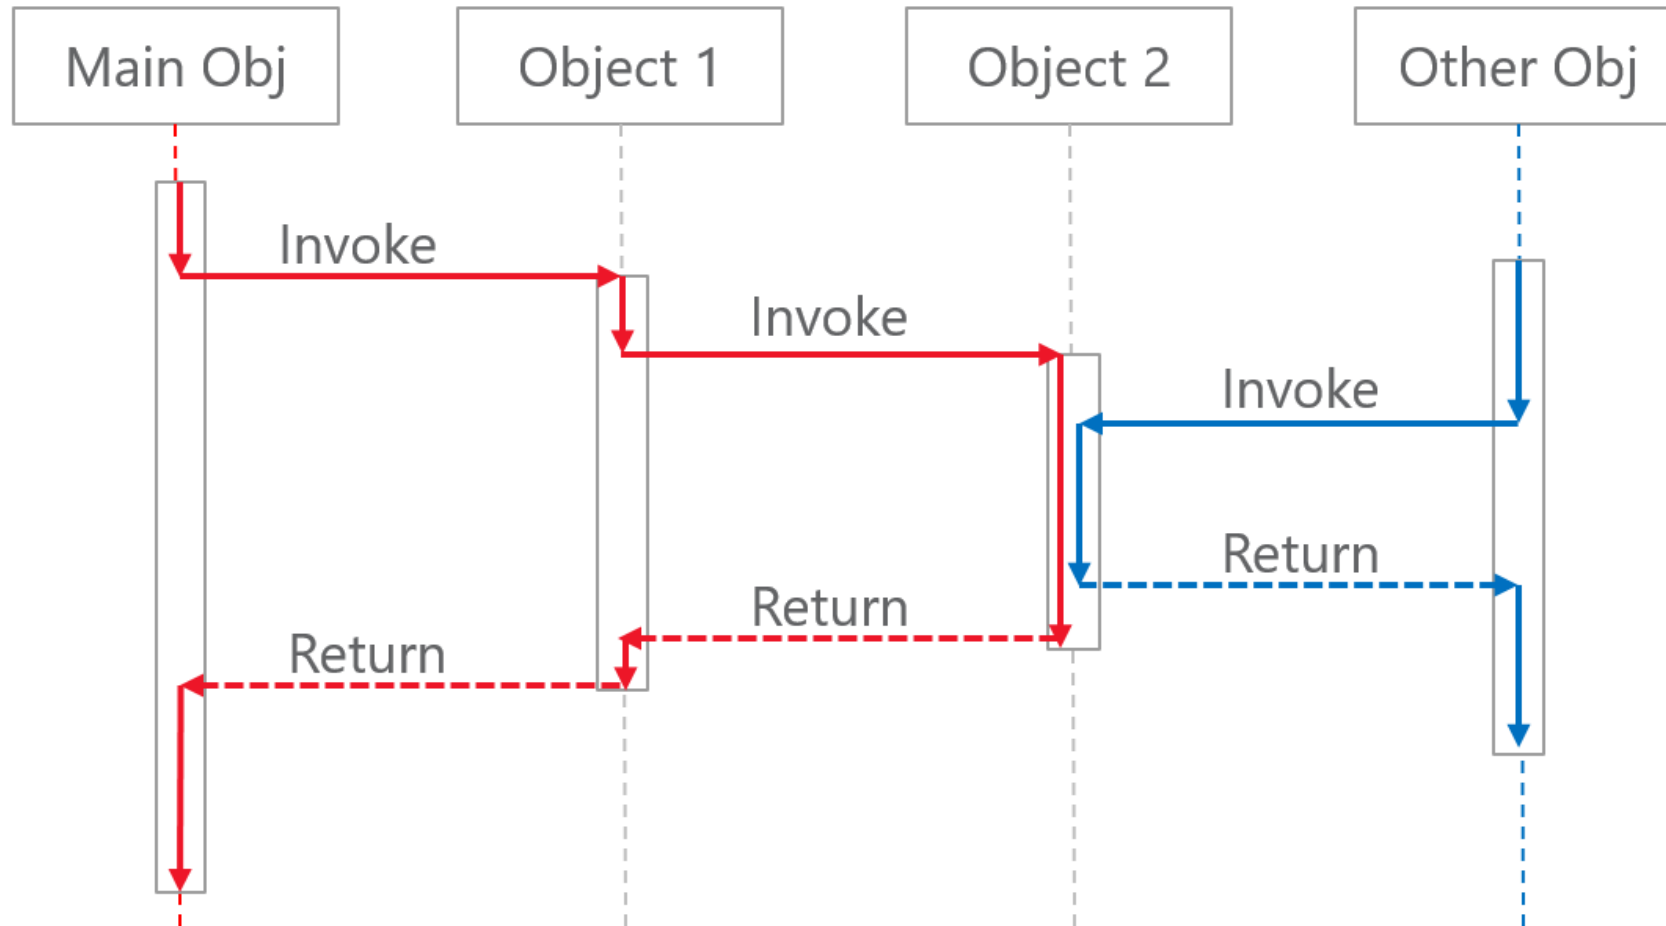 Main Obj
Object 1
Object 2
Other Obj
Invoke
Invoke
Invoke
Return
Return
Return